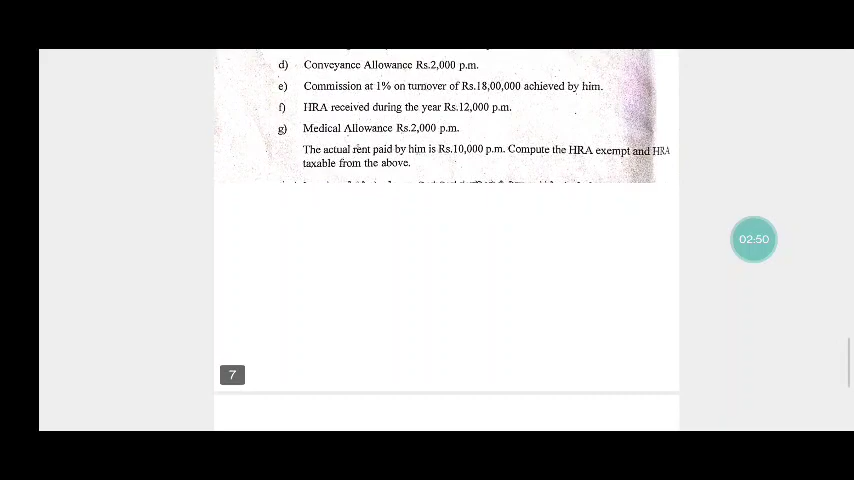 d) Conveyance Allowance Rs.2,000 p.m.
e) Commission at 1% on turnover of Rs.18,00,000 achieved by him.
f) HRA received during the year Rs.12,000 p.m.
g) Medical Allowance Rs.2,000 p.m.
The actual rent paid by him is Rs.10,000 p.m. Compute the HRA exempt and HRA
taxable from the above.
02:50
7